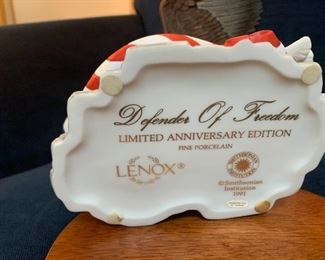 Defender Of Freedom
LIMITED ANNIVERSARY EDITION
FINE PORCELAIN
LENOX®
©Smithsonian
Institution
1991